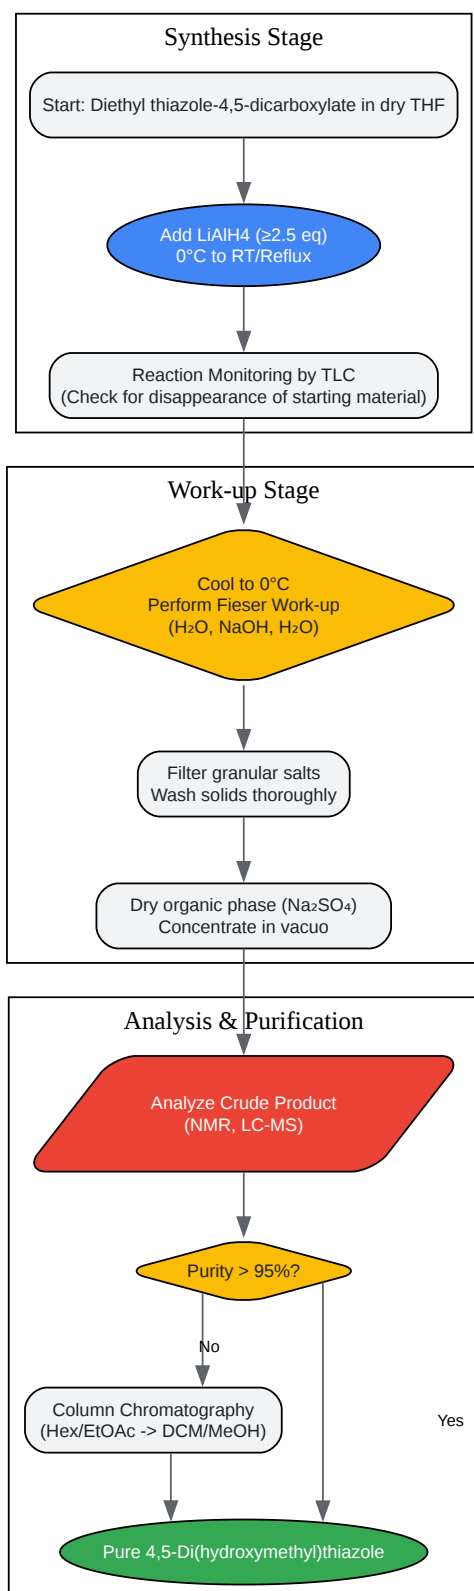 Synthesis Stage
Start: Diethyl thiazole-4,5-dicarboxylate in dry THF
Add LiAlH4 (≥2.5 eq)
0°C to RT/Reflux
Reaction Monitoring by TLC
(Check for disappearance of starting material)
Work-up Stage
Cool to 0°C
Perform Fieser Work-up
(H₂O, NaOH, H₂O)
Filter granular salts
Wash solids thoroughly
Dry organic phase (Na₂SO₄)
Concentrate in vacuo
Analysis & Purification
Analyze Crude Product
(NMR, LC-MS)
Purity > 95%?
No
Column Chromatography
(Hex/EtOAc -> DCM/MeOH)
Yes
Pure 4,5-Di(hydroxymethyl)thiazole